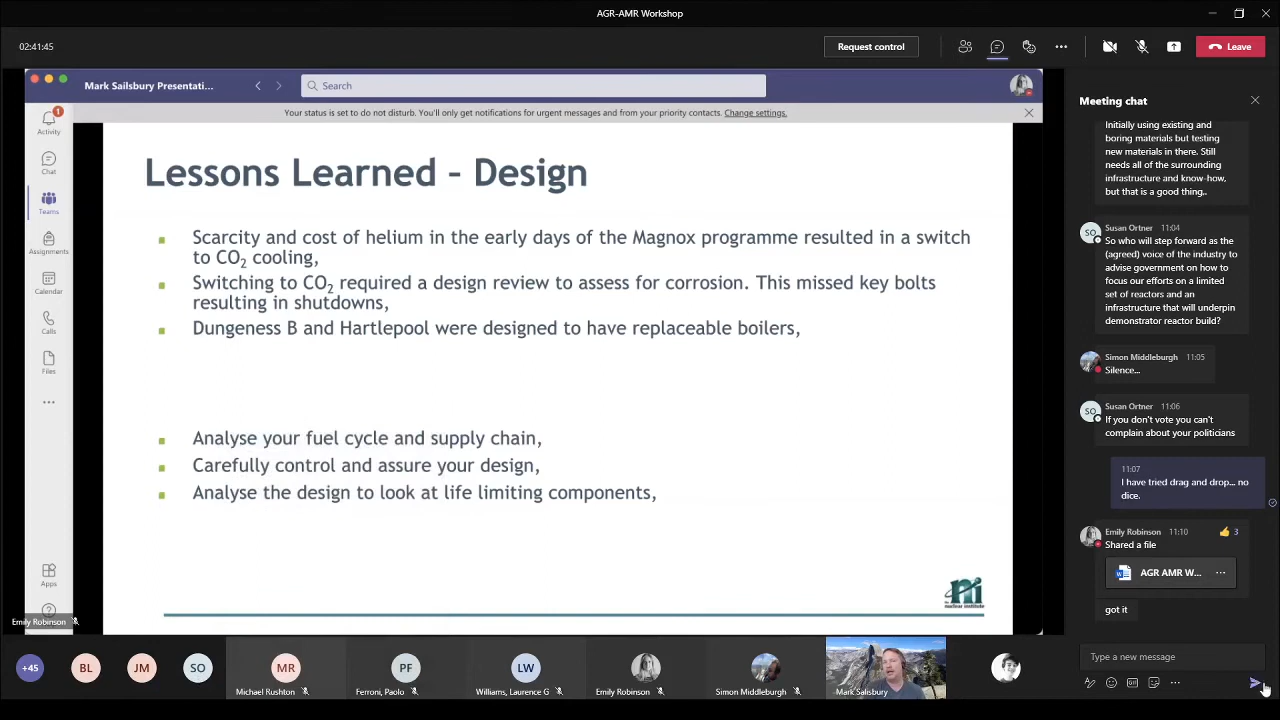 AGR-AMR Workshop
02:41:45
Request control
Leave
Mark Sailsbury Presentati...
Search
Your status is set to do not disturb. You'll only get notifications for urgent messages and from your priority contacts. Change settings.
1
Activity
Chat
Teams
Assignments
Calendar
Calls
Files
Apps
Lessons Learned – Design
Scarcity and cost of helium in the early days of the Magnox programme resulted in a switch
to CO2 cooling,
Switching to CO2 required a design review to assess for corrosion. This missed key bolts
resulting in shutdowns,
Dungeness B and Hartlepool were designed to have replaceable boilers,
Analyse your fuel cycle and supply chain,
Carefully control and assure your design,
Analyse the design to look at life limiting components,
ni
nuclear institute
Emily Robinson
Meeting chat
Initially using existing and
boring materials but testing
new materials in there. Still
needs all of the surrounding
infrastructure and know-how,
but that is a good thing..
SO
Susan Ortner 11:04
So who will step forward as the
(agreed) voice of the industry to
advise government on how to
focus our efforts on a limited
set of reactors and an
infrastructure that will underpin
demonstrator reactor build?
Simon Middleburgh 11:05
Silence...
SO
Susan Ortner 11:06
If you don't vote you can't
complain about your politicians
11:07
I have tried drag and drop... no
dice.
Emily Robinson 11:10 3
Shared a file
AGR AMR W...
got it
Type a new message
GIF
+45
BL
JM
SO
MR
Michael Rushton
PF
Ferroni, Paolo
LW
Williams, Laurence G
Emily Robinson
Simon Middleburgh
Mark Salisbury